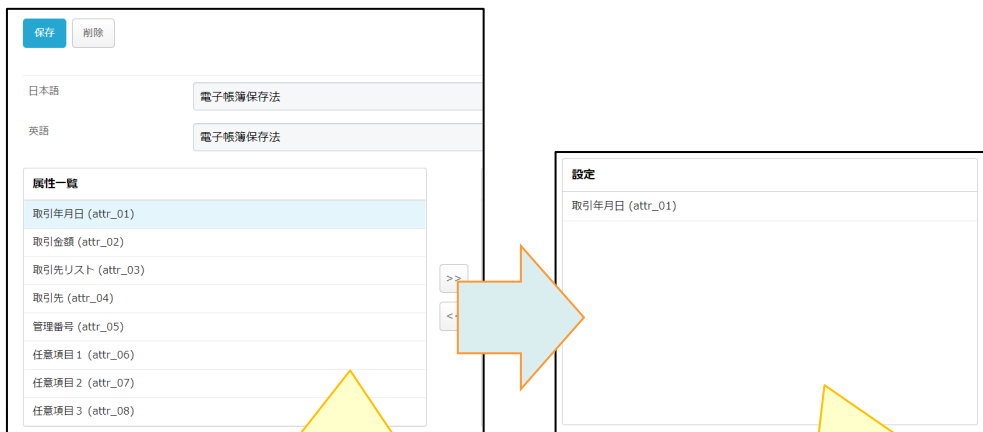 保存 削除
日本語 電子帳簿保存法
英語 電子帳簿保存法
属性一覧
取引年月日 (attr_01)
取引金額 (attr_02)
取引先リスト (attr_03)
取引先 (attr_04)
管理番号 (attr_05)
任意項目1 (attr_06)
任意項目2 (attr_07)
任意項目3 (attr_08)
>>
<<
設定
取引年月日 (attr_01)